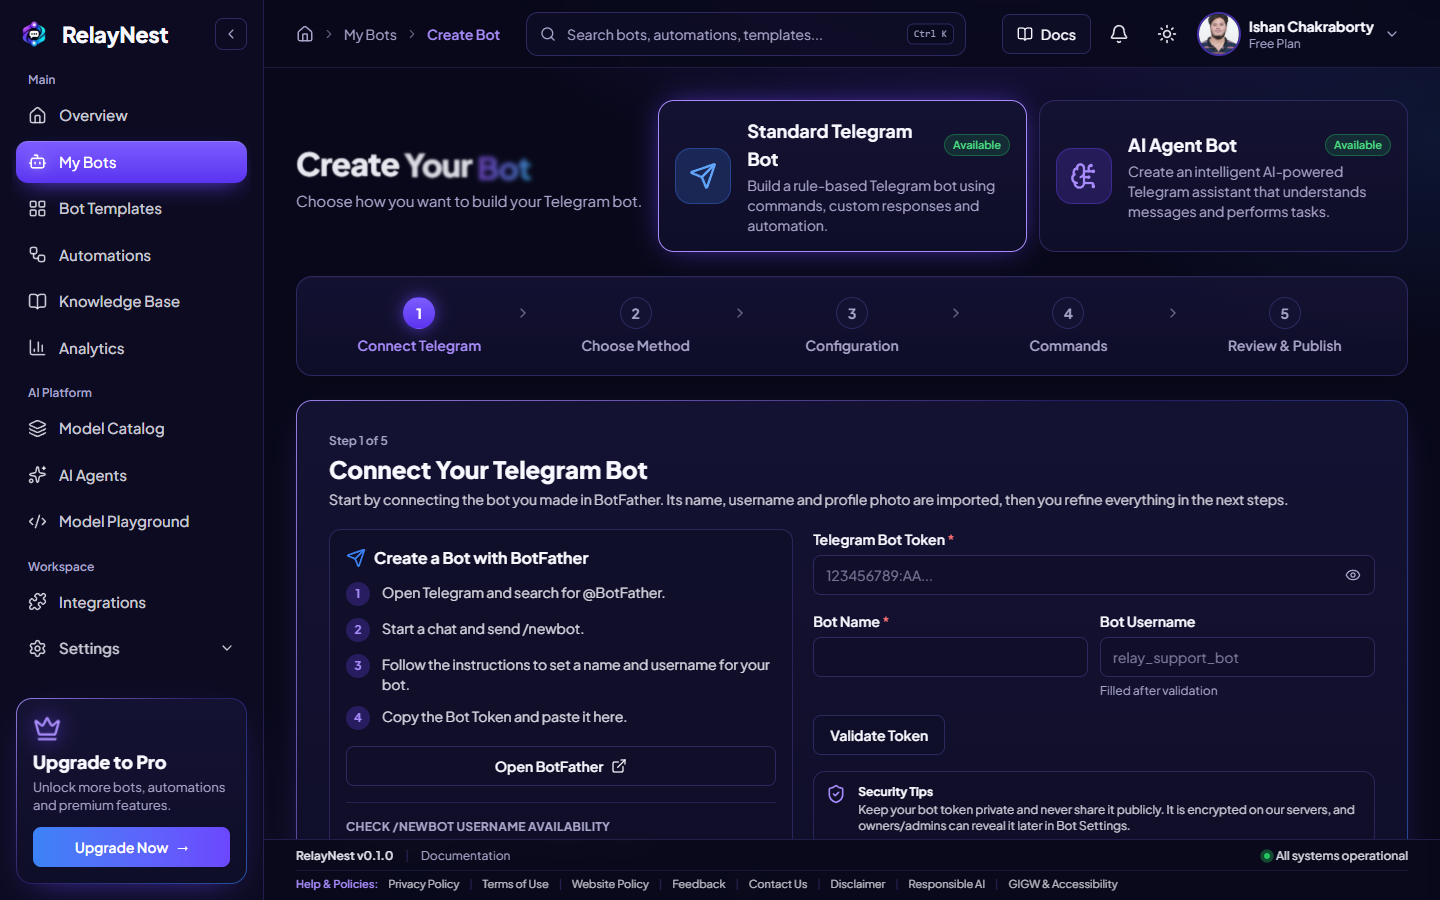 RelayNest
Main
Overview
My Bots
Bot Templates
Automations
Knowledge Base
Analytics
AI Platform
Model Catalog
AI Agents
Model Playground
Workspace
Integrations
Settings
Upgrade to Pro
Unlock more bots, automations
and premium features.
Upgrade Now →
My Bots
Create Bot
Search bots, automations, templates...
Ctrl K
Docs
Ishan Chakraborty
Free Plan
Create Your Bot
Choose how you want to build your Telegram bot.
Standard Telegram
Bot
Available
Build a rule-based Telegram bot using
commands, custom responses and
automation.
AI Agent Bot
Available
Create an intelligent AI-powered
Telegram assistant that understands
messages and performs tasks.
1
Connect Telegram
2
Choose Method
3
Configuration
4
Commands
5
Review & Publish
Step 1 of 5
Connect Your Telegram Bot
Start by connecting the bot you made in BotFather. Its name, username and profile photo are imported, then you refine everything in the next steps.
Create a Bot with BotFather
1 Open Telegram and search for @BotFather.
2 Start a chat and send /newbot.
3 Follow the instructions to set a name and username for your
bot.
4 Copy the Bot Token and paste it here.
Open BotFather
CHECK /NEWBOT USERNAME AVAILABILITY
Telegram Bot Token *
123456789:AA...
Bot Name *
Bot Username
relay_support_bot
Filled after validation
Validate Token
Security Tips
Keep your bot token private and never share it publicly. It is encrypted on our servers, and
owners/admins can reveal it later in Bot Settings.
RelayNest v0.1.0
Documentation
All systems operational
Help & Policies:
Privacy Policy
Terms of Use
Website Policy
Feedback
Contact Us
Disclaimer
Responsible AI
GIGW & Accessibility